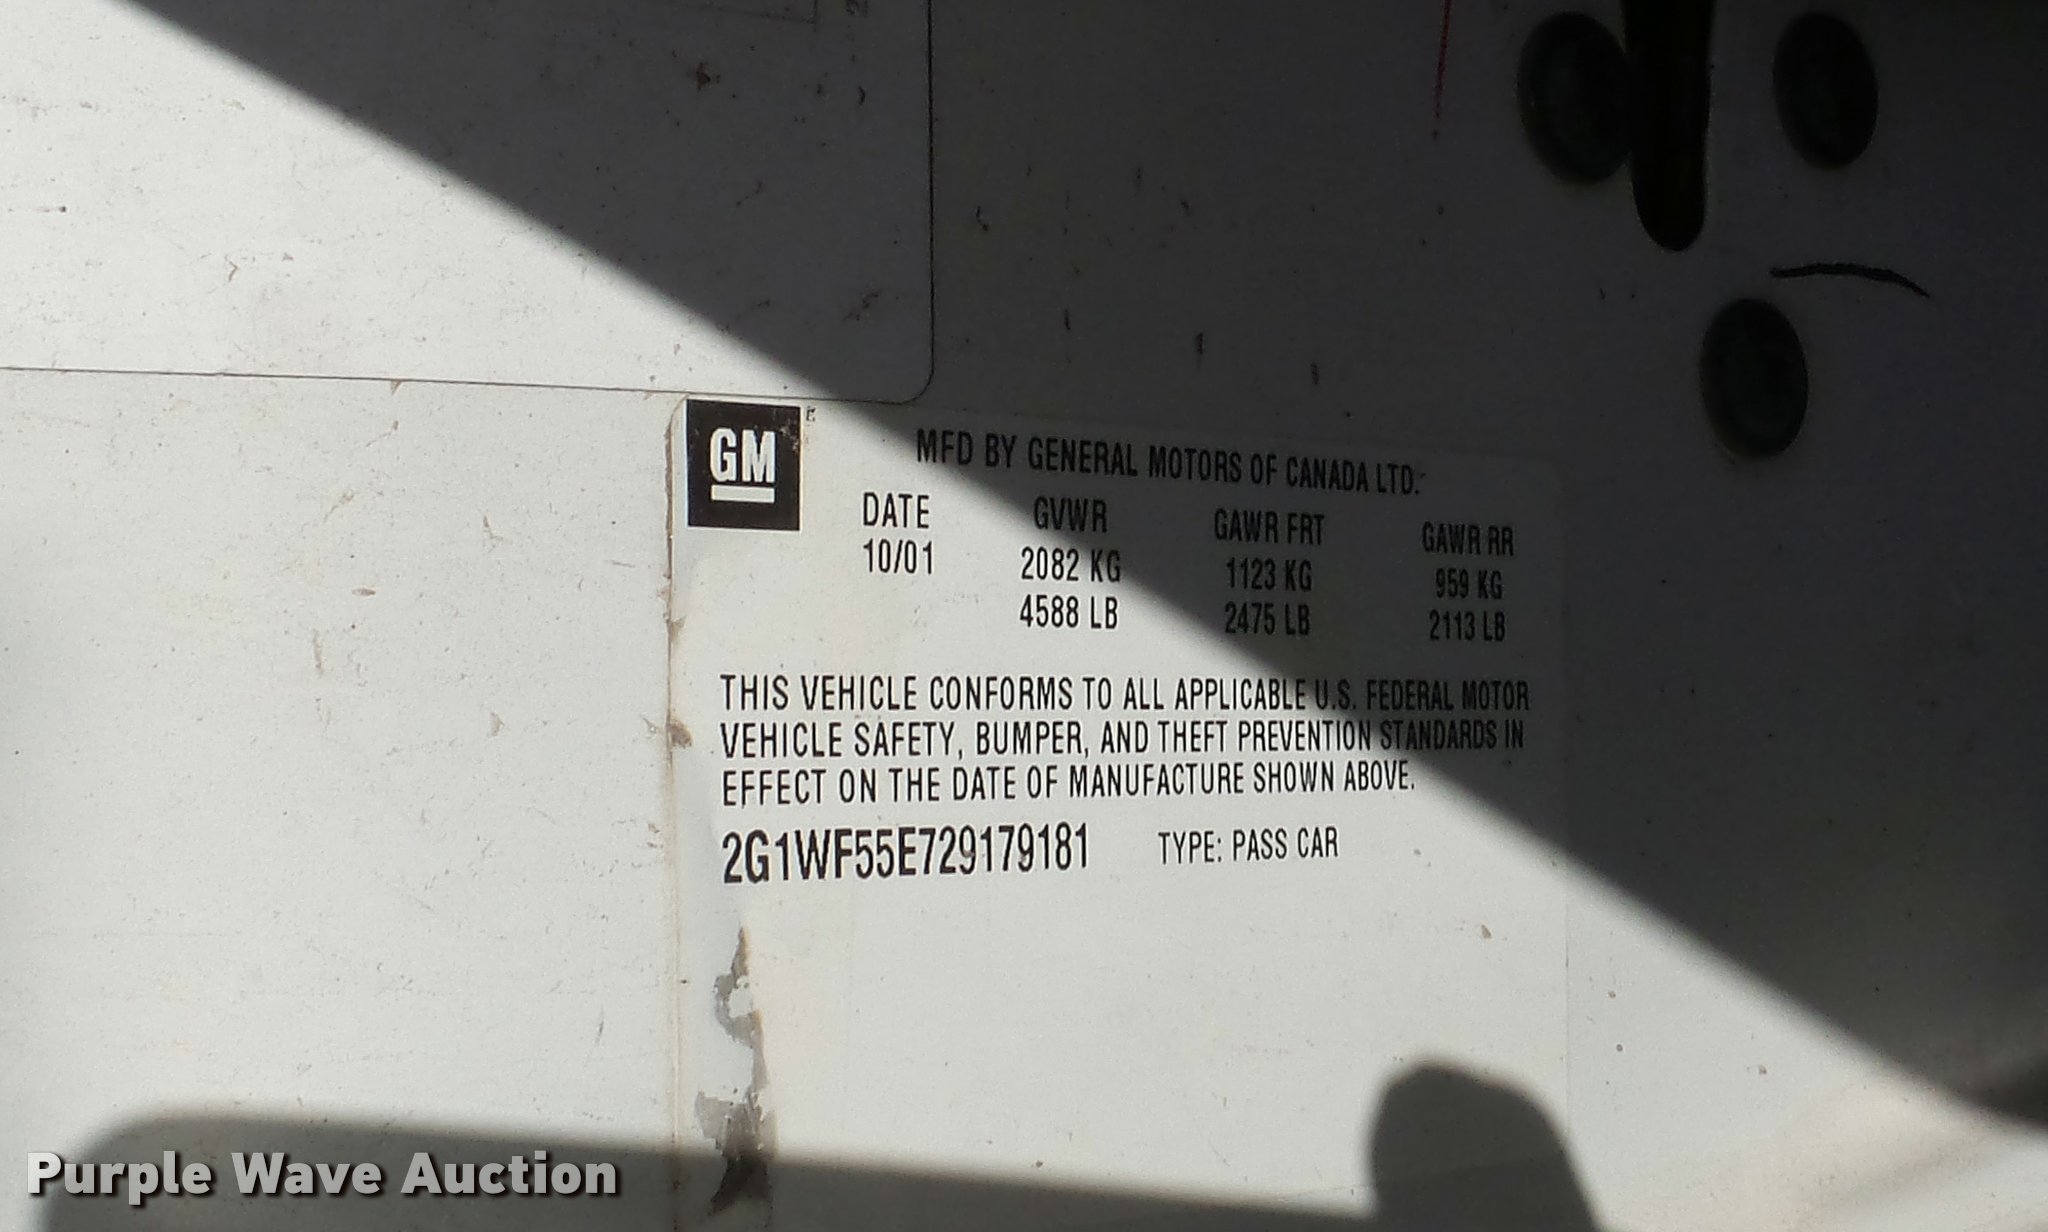 GM
MFD BY GENERAL MOTORS OF CANADA LTD.
DATE GVWR GAWR FRT GAWR RR
10/01 2082 KG 1123 KG 959 KG
4588 LB 2475 LB 2113 LB
THIS VEHICLE CONFORMS TO ALL APPLICABLE U.S. FEDERAL MOTOR
VEHICLE SAFETY, BUMPER, AND THEFT PREVENTION STANDARDS IN
EFFECT ON THE DATE OF MANUFACTURE SHOWN ABOVE.
2G1WF55E729179181 TYPE: PASS CAR
Purple Wave Auction